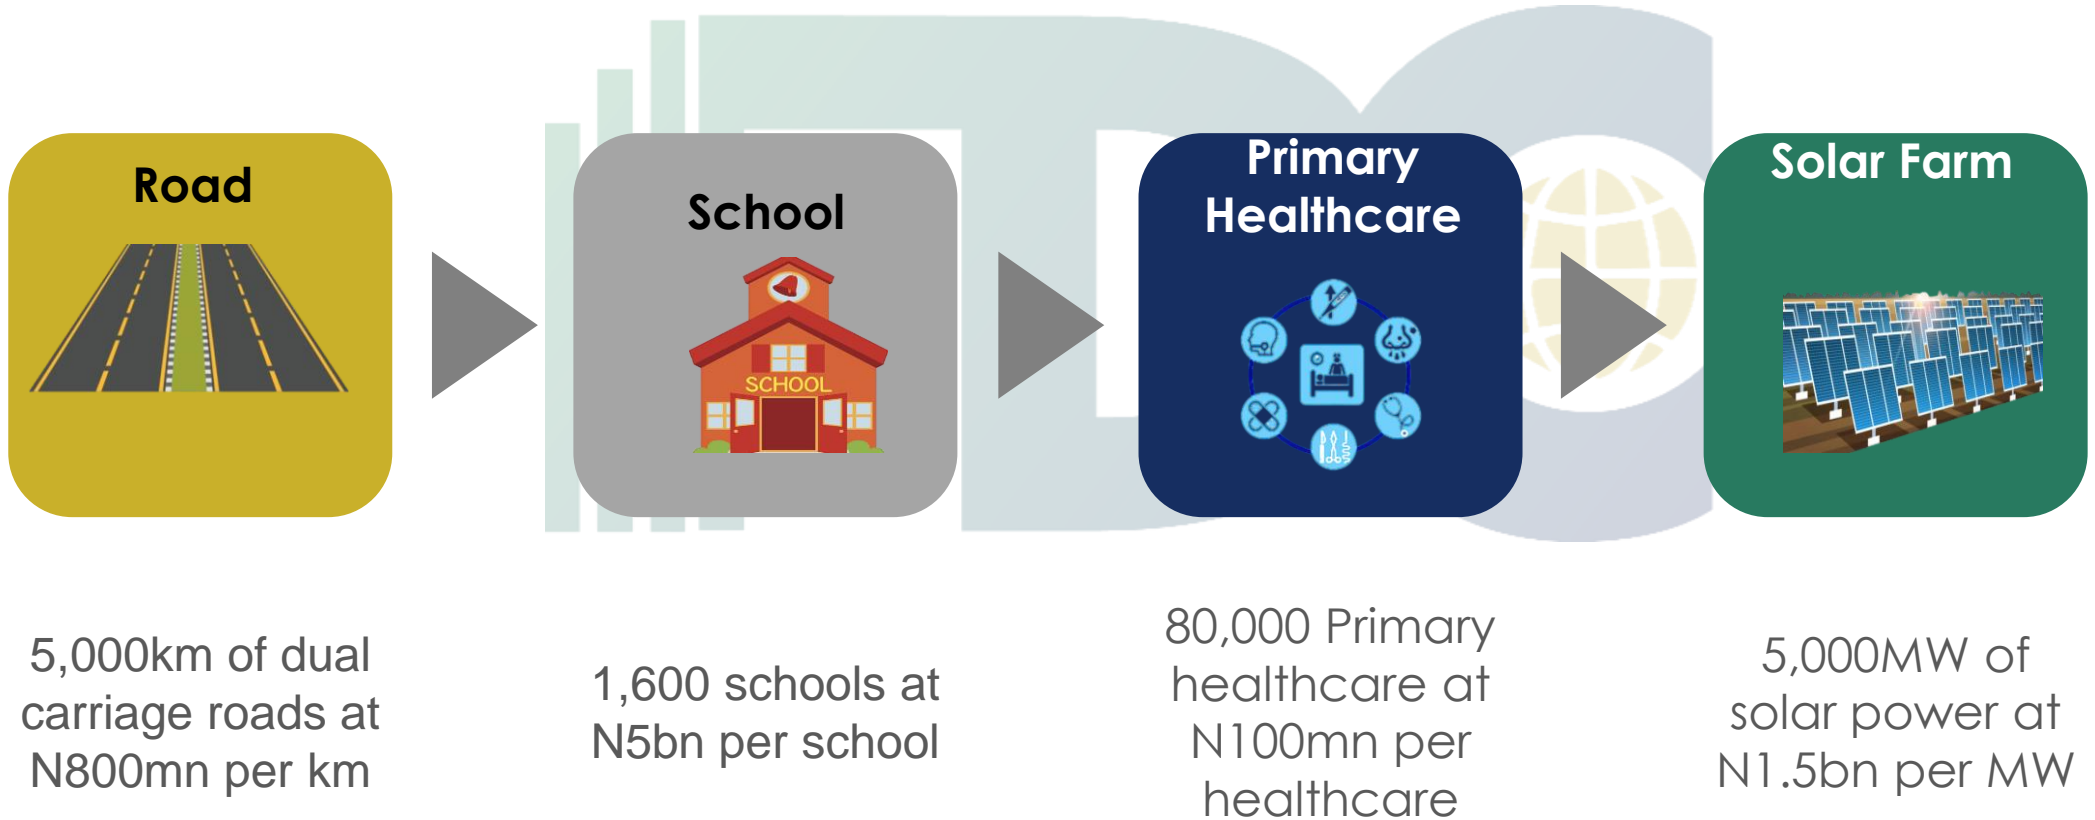 Road
School
SCHOOL
Primary
Healthcare
Solar Farm
5,000km of dual
carriage roads at
N800mn per km
1,600 schools at
N5bn per school
80,000 Primary
healthcare at
N100mn per
healthcare
5,000MW of
solar power at
N1.5bn per MW